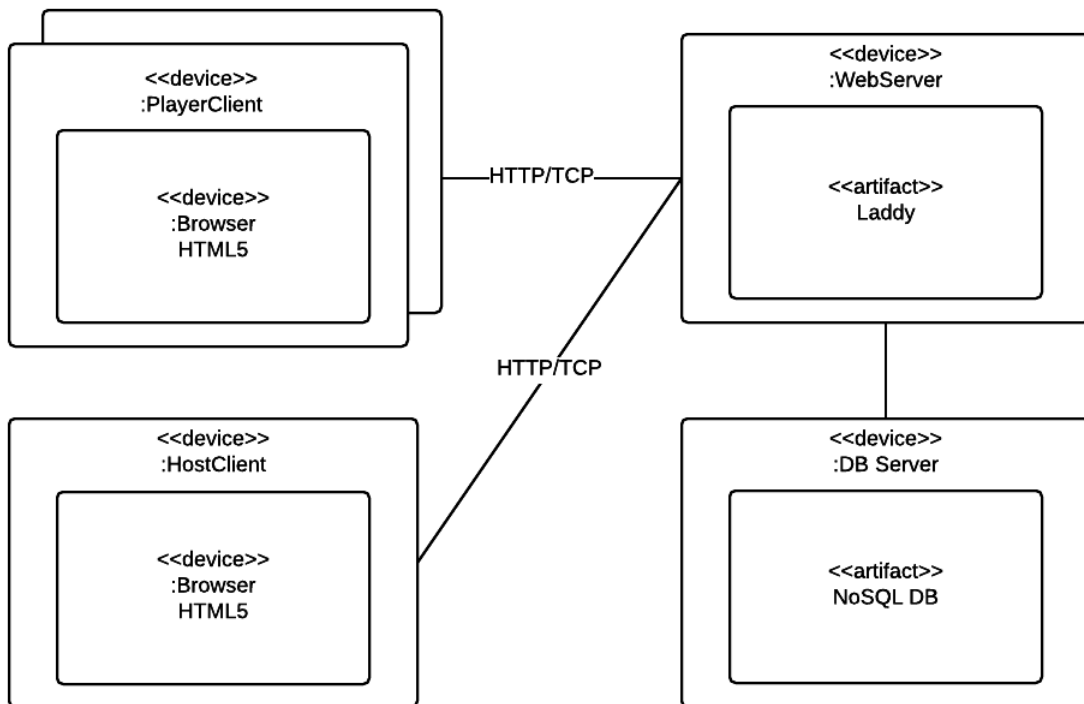 <<device>>
:PlayerClient
<<device>>
:Browser
HTML5
HTTP/TCP
<<device>>
:WebServer
<<artifact>>
Laddy
HTTP/TCP
<<device>>
:HostClient
<<device>>
:Browser
HTML5
<<device>>
:DB Server
<<artifact>>
NoSQL DB